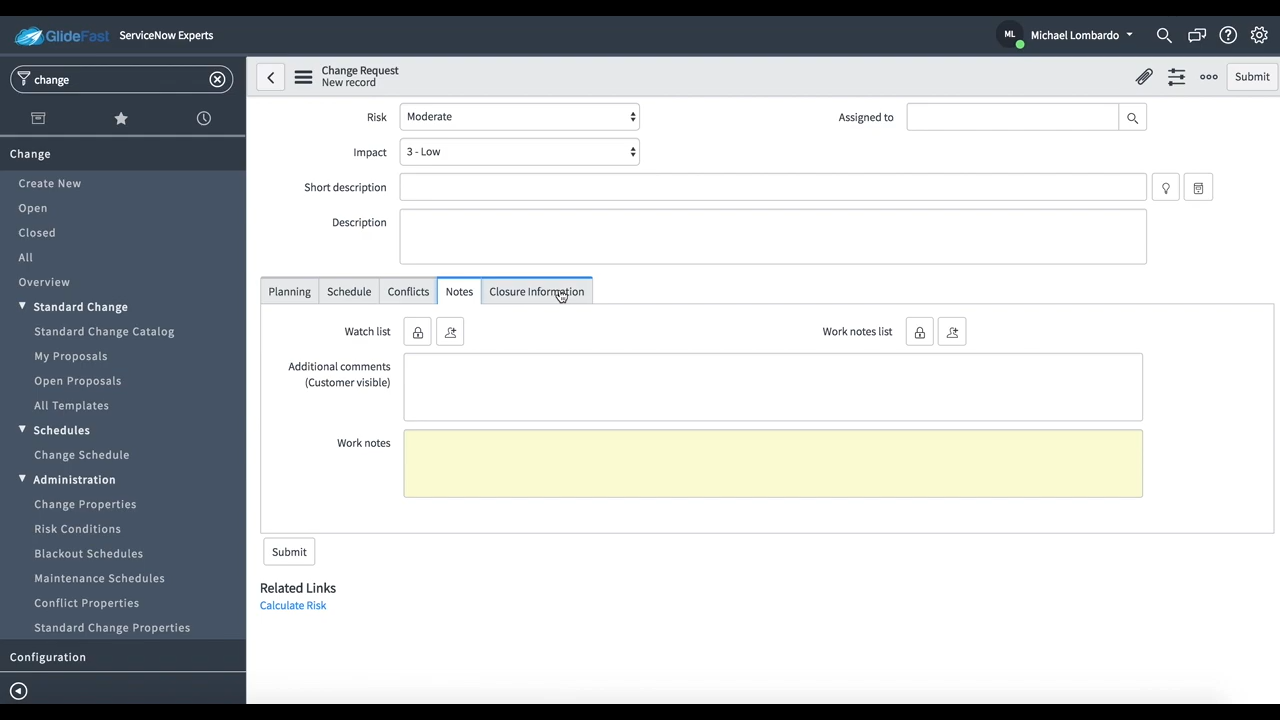 GlideFast ServiceNow Experts
ML Michael Lombardo
change
Change Request
New record
Submit
Change
Create New
Open
Closed
All
Overview
Standard Change
Standard Change Catalog
My Proposals
Open Proposals
All Templates
Schedules
Change Schedule
Administration
Change Properties
Risk Conditions
Blackout Schedules
Maintenance Schedules
Conflict Properties
Standard Change Properties
Configuration
Risk Moderate
Assigned to
Impact 3 - Low
Short description
Description
Planning Schedule Conflicts Notes Closure Information
Watch list
Work notes list
Additional comments
(Customer visible)
Work notes
Submit
Related Links
Calculate Risk